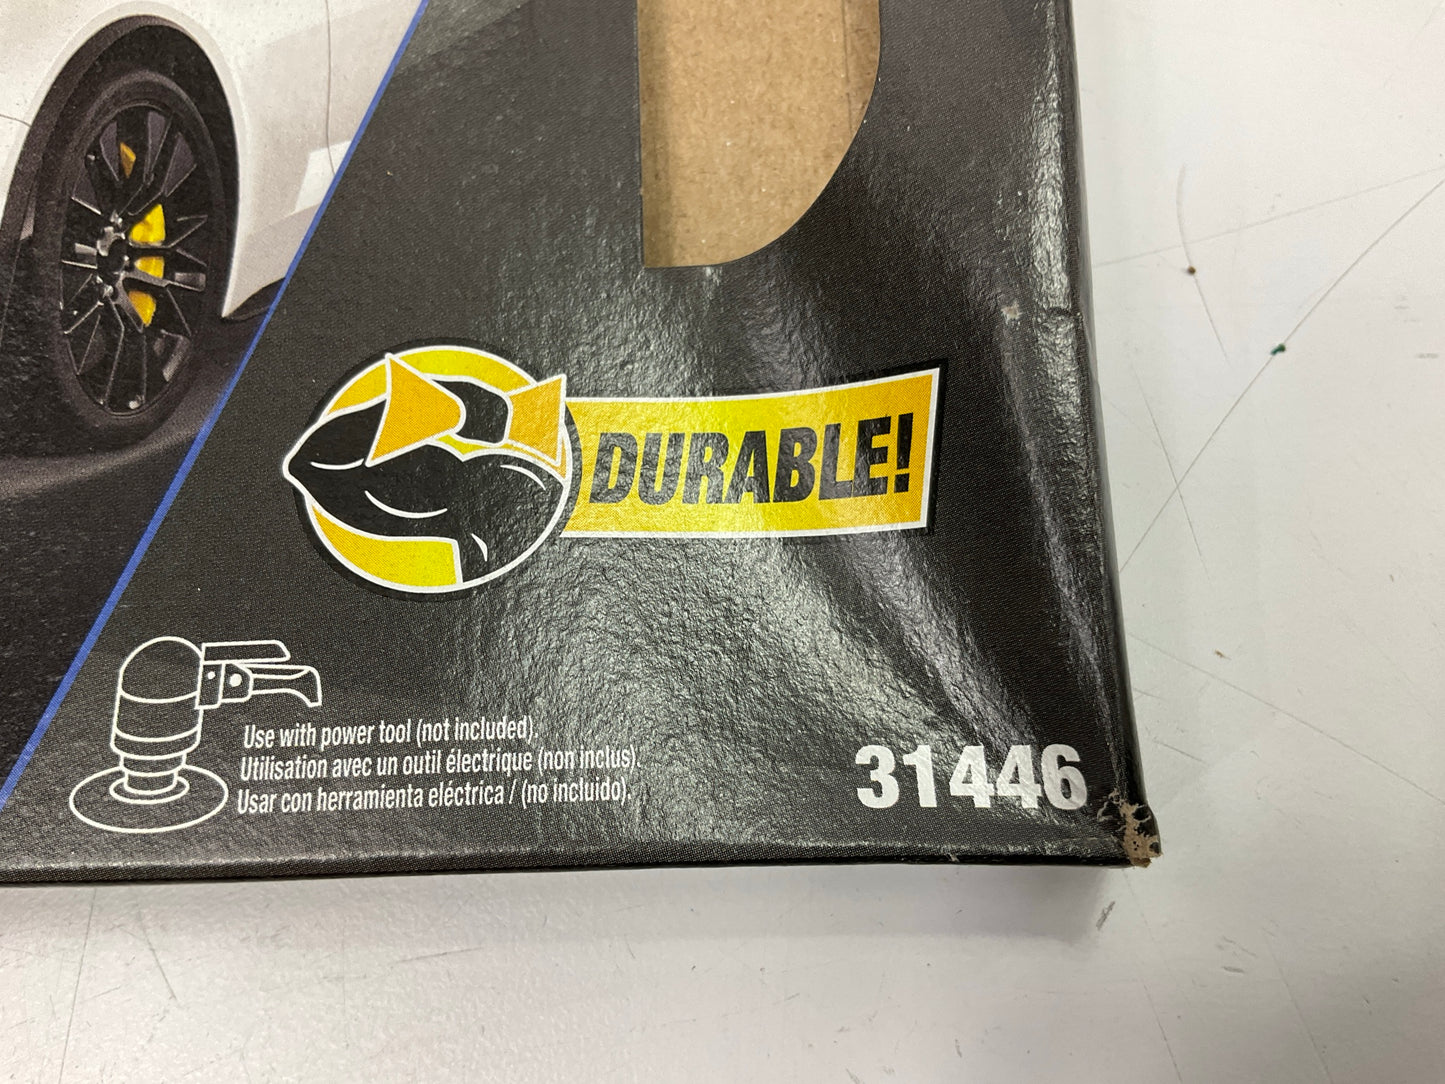 DURABLE!
Use with power tool (not included).
Utilisation avec un outil électrique (non inclus).
Usar con herramienta eléctrica / (no incluido).
31446